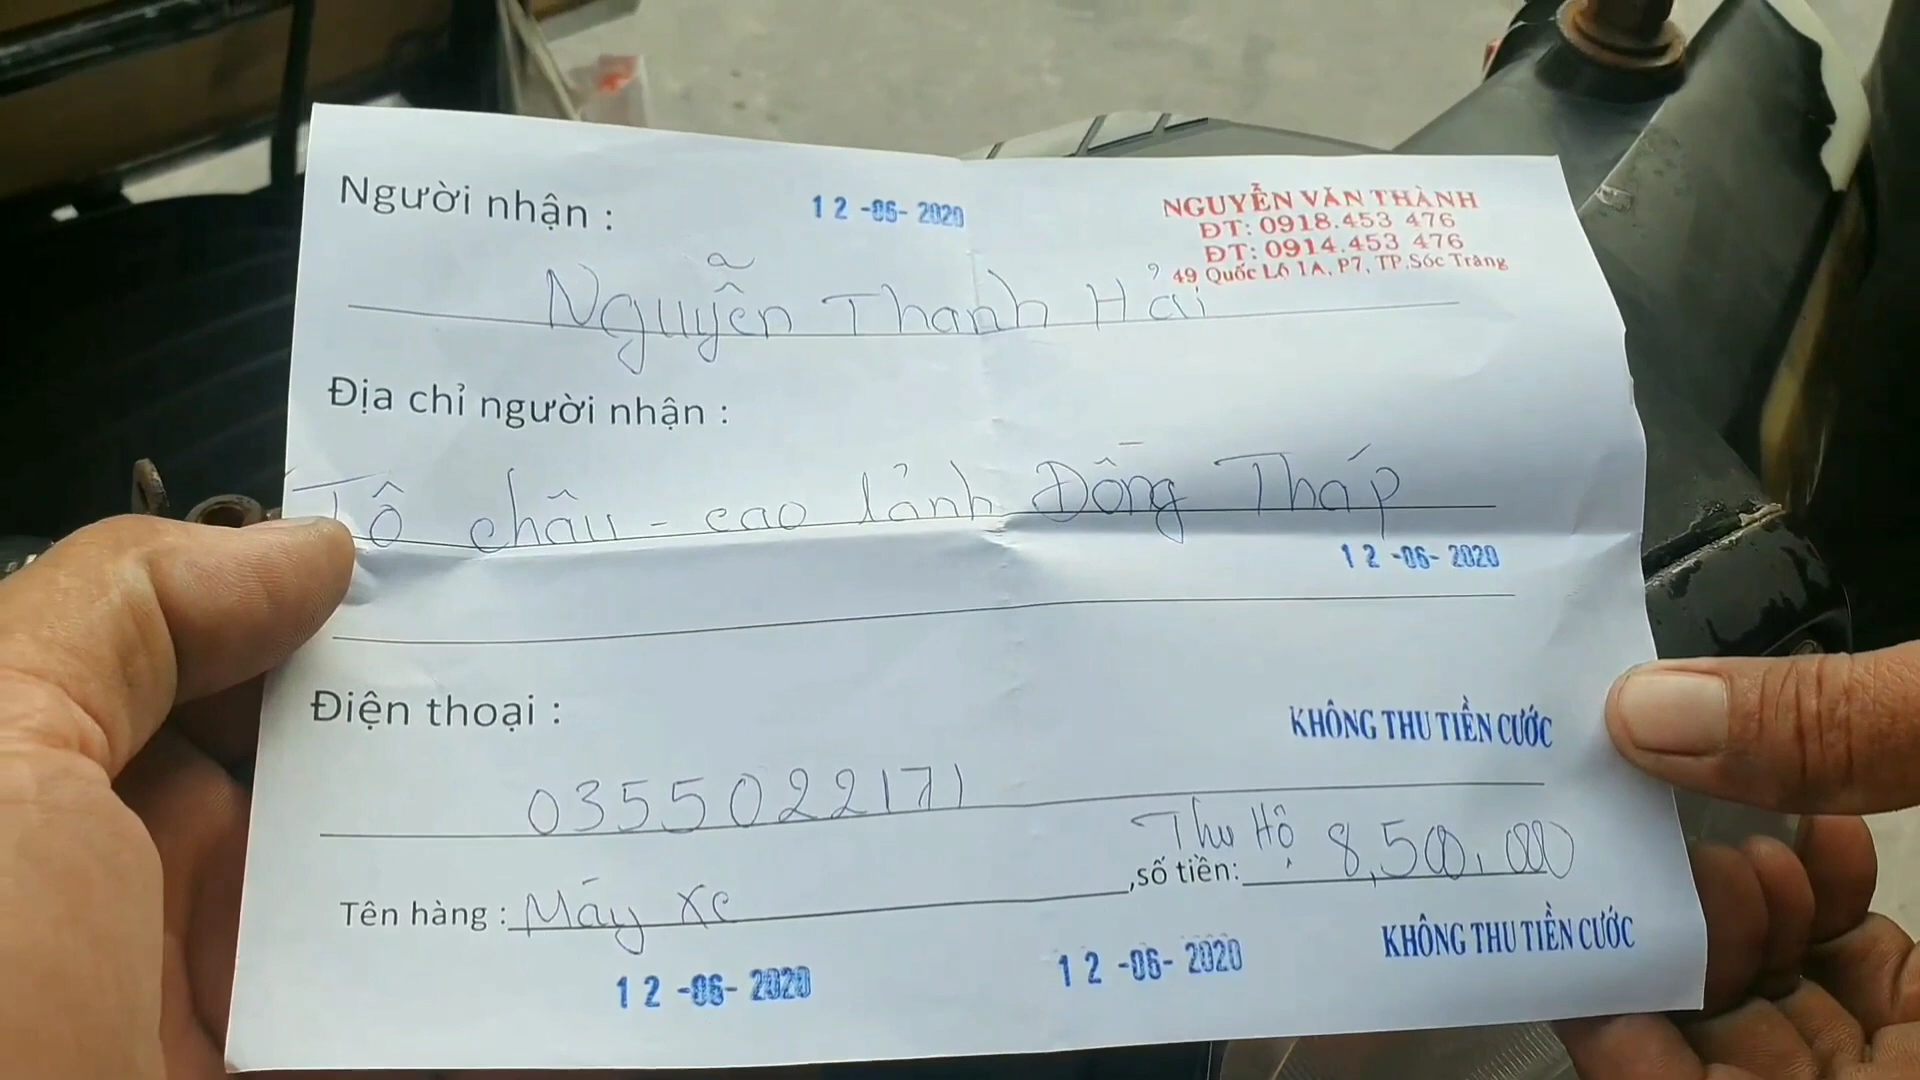 Người nhận :
12 -06- 2020
NGUYỄN VĂN THÀNH
ĐT: 0918.453 476
ĐT: 0914.453 476
49 Quốc Lộ 1A, P7, TP.Sóc Trăng
Nguyễn Thanh Hải
Địa chỉ người nhận :
Tô châu - cao lảnh Đồng Tháp
12 -06- 2020
Điện thoại :
KHÔNG THU TIỀN CƯỚC
0355022171
Thu Hộ
Tên hàng : Máy xe ,số tiền: 8,500.000
KHÔNG THU TIỀN CƯỚC
12 -06- 2020
12 -06- 2020